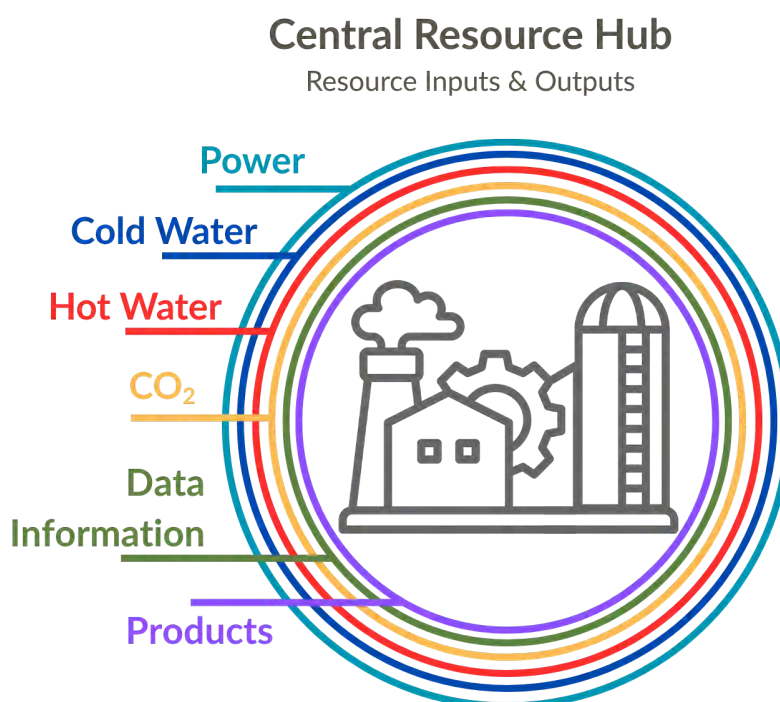 Central Resource Hub
Resource Inputs & Outputs
Power
Cold Water
Hot Water
CO₂
Data
Information
Products